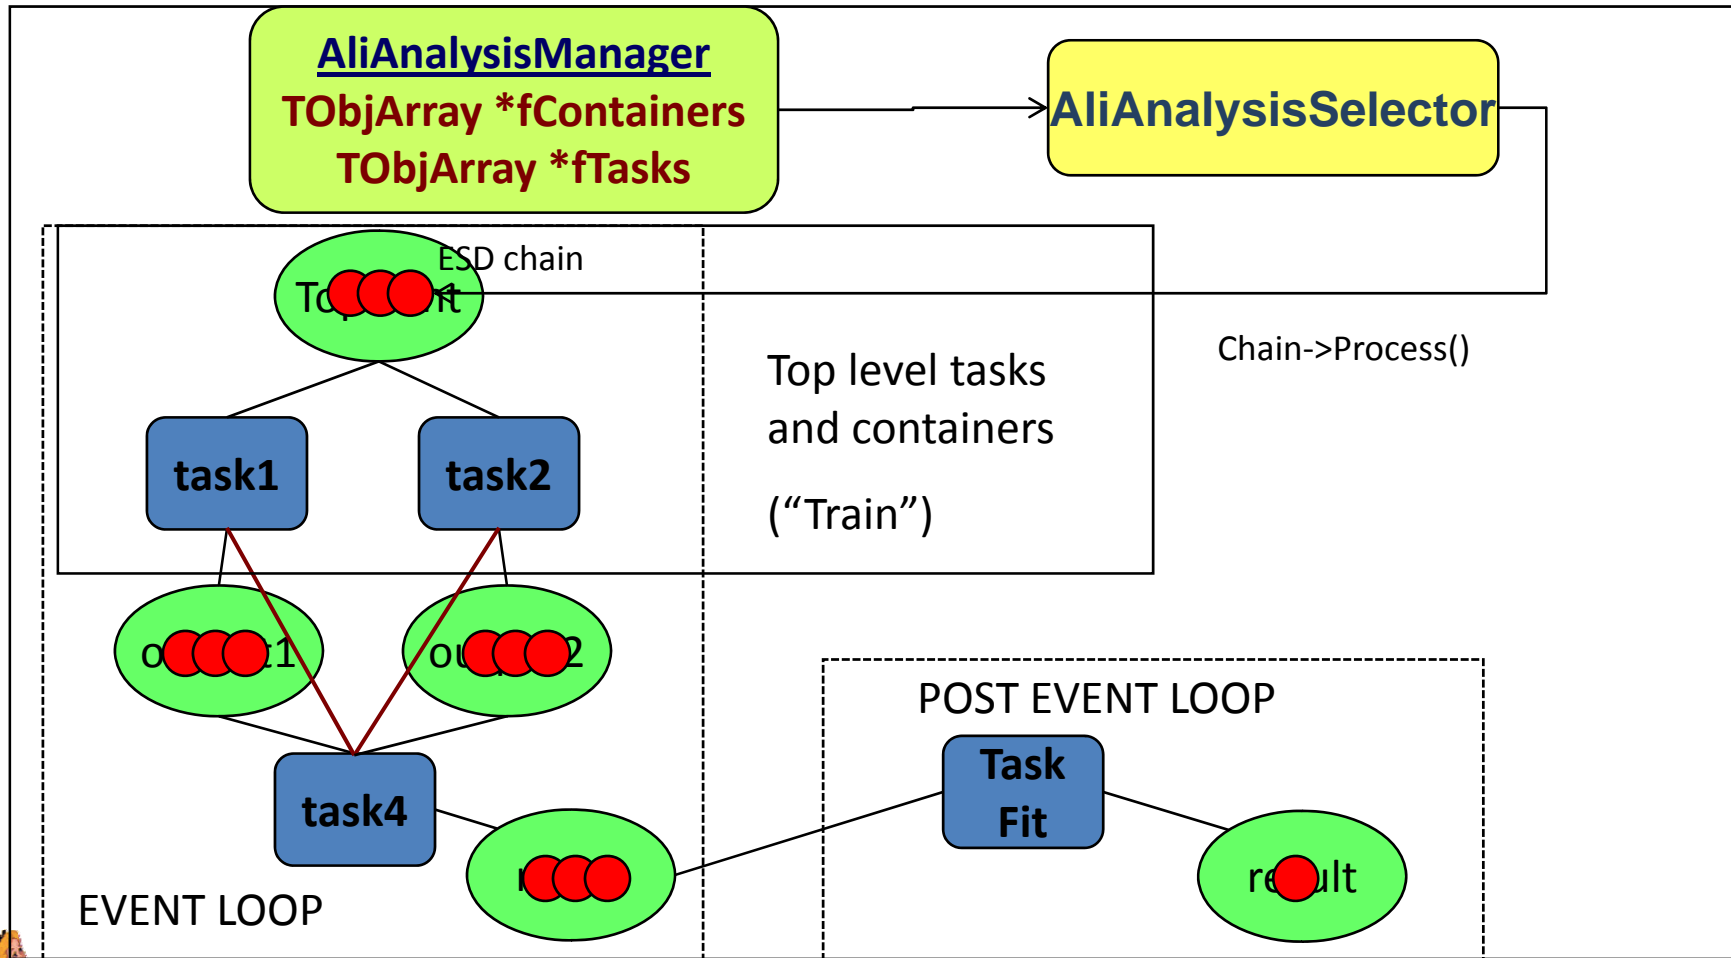 AliAnalysisManager
TObjArray *fContainers
TObjArray *fTasks
AliAnalysisSelector
ESD chain
Chain->Process()
Top level tasks
and containers
(“Train”)
task1
task2
POST EVENT LOOP
Task
Fit
task4
EVENT LOOP